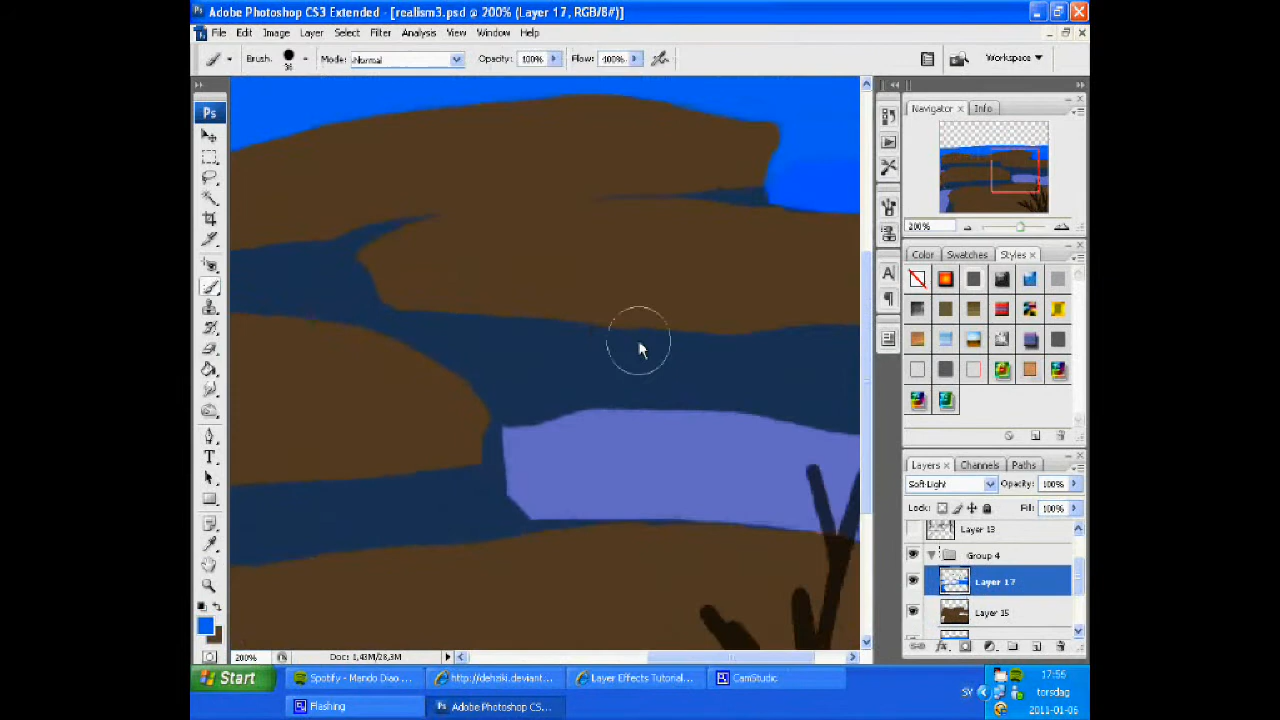 Adobe Photoshop CS3 Extended - [realism3.psd @ 200% (Layer 17, RGB/8#)]
File Edit Image Layer Select Filter Analysis View Window Help
Brush: 36 Mode: Normal Opacity: 100% Flow: 100% Workspace
Ps
Navigator Info
200%
Color Swatches Styles
Layers Channels Paths
Soft Light Opacity: 100%
Lock: Fill: 100%
Layer 13
Group 4
Layer 17
Layer 15
200% Doc: 1,43M/28,3M
Start Spotify - Mando Diao ... http://dehziki.deviant... Layer Effects Tutorial... CamStudio
Flashing Adobe Photoshop CS...
SV 17:55
torsdag
2011-01-06